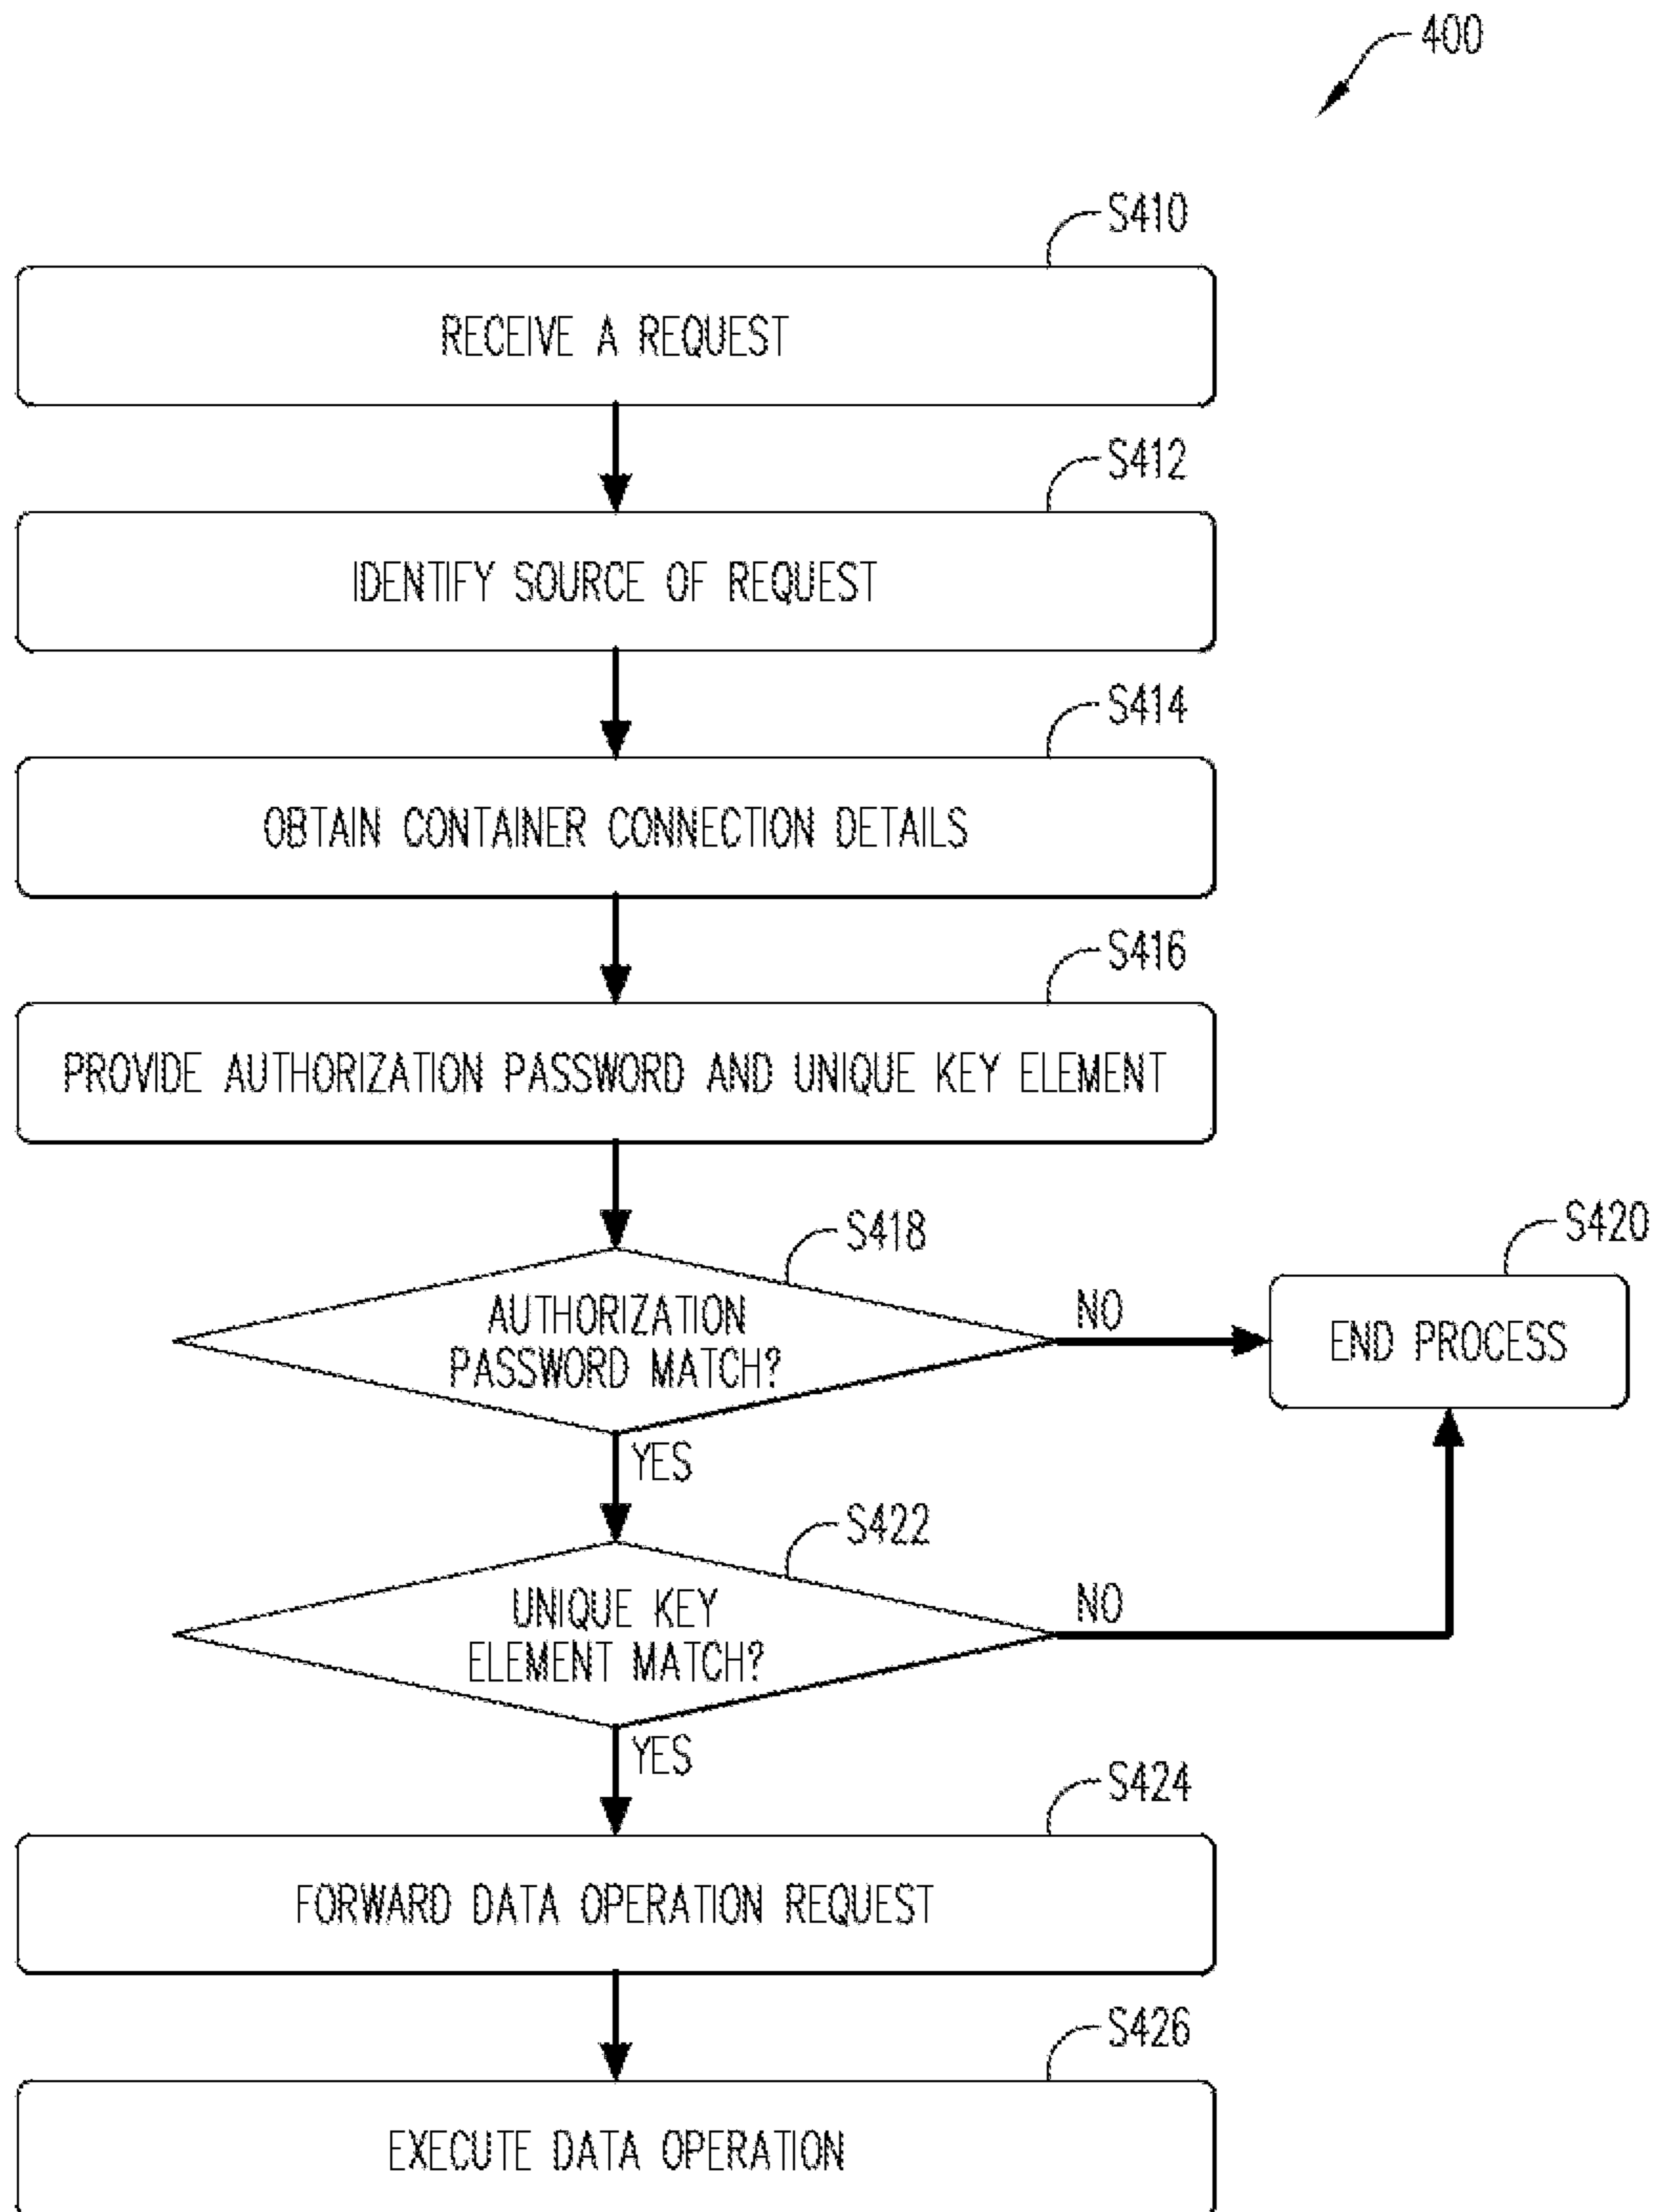 400
S410
RECEIVE A REQUEST
S412
IDENTIFY SOURCE OF REQUEST
S414
OBTAIN CONTAINER CONNECTION DETAILS
S416
PROVIDE AUTHORIZATION PASSWORD AND UNIQUE KEY ELEMENT
S418
AUTHORIZATION
PASSWORD MATCH?
NO
S420
END PROCESS
YES
S422
UNIQUE KEY
ELEMENT MATCH?
NO
YES
S424
FORWARD DATA OPERATION REQUEST
S426
EXECUTE DATA OPERATION